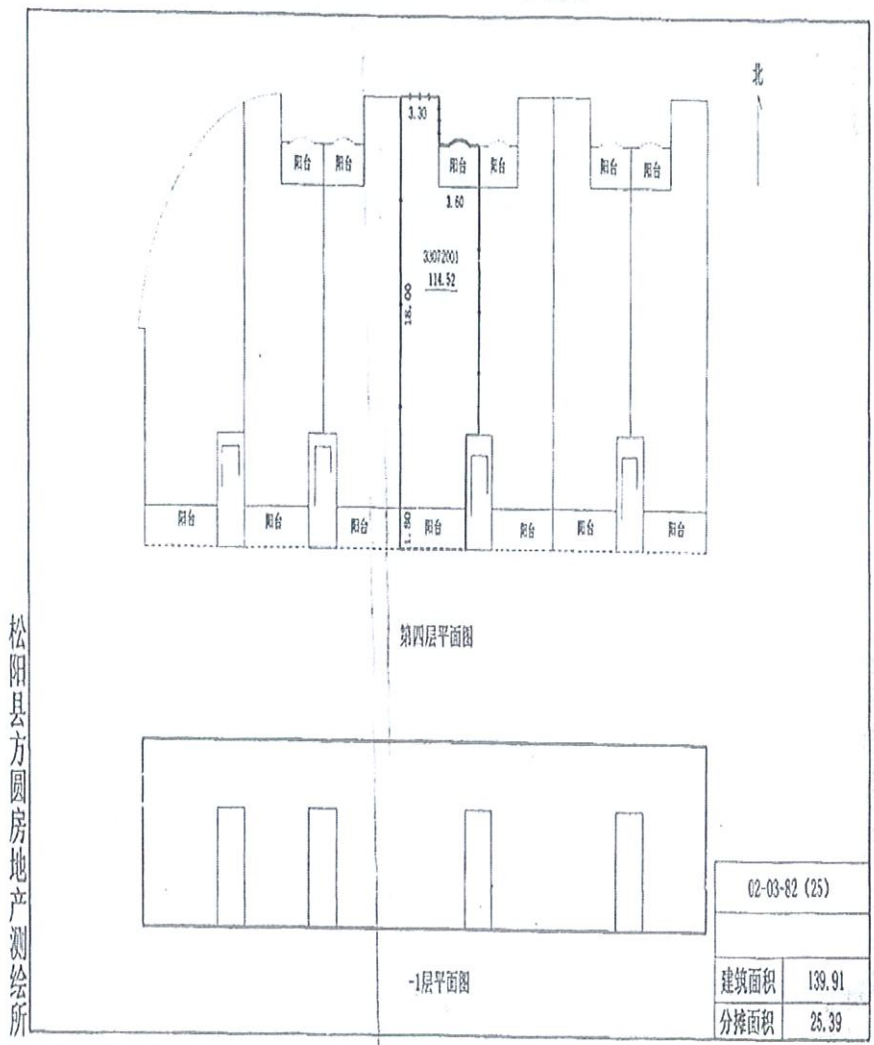 北
3.30
阳台 阳台 阳台 阳台 阳台 阳台
3.60
33072001
114.52
18.00
阳台 阳台 阳台 1.80 阳台 阳台 阳台 阳台
第四层平面图
松阳县方圆房地产测绘所
02-03-82(25)
-1层平面图
建筑面积 139.91
分摊面积 25.39